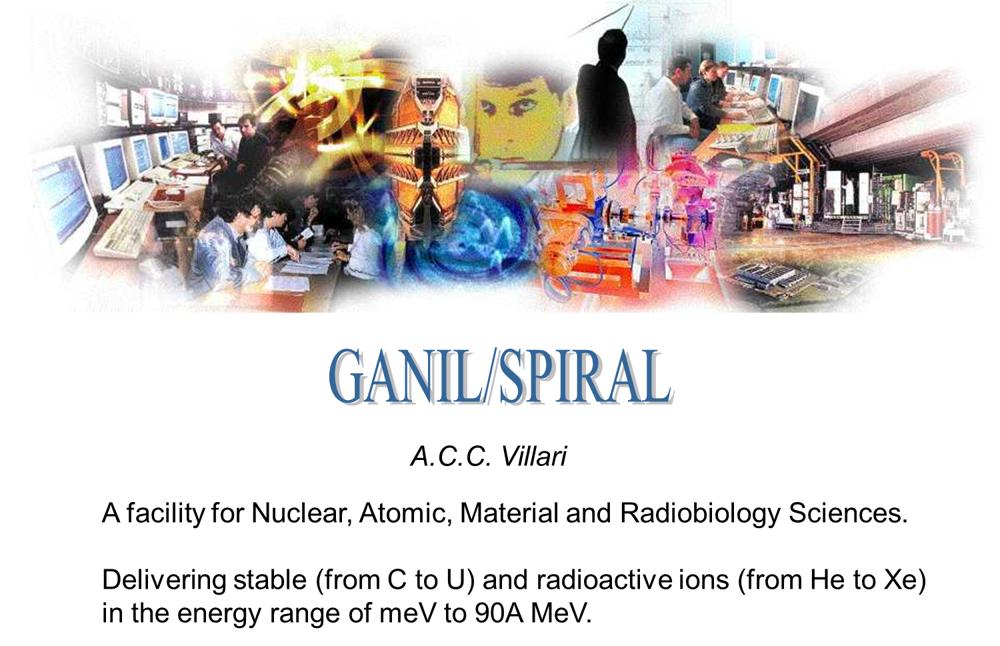 GANIL/SPIRAL
A.C.C. Villari
A facility for Nuclear, Atomic, Material and Radiobiology Sciences.
Delivering stable (from C to U) and radioactive ions (from He to Xe)
in the energy range of meV to 90A MeV.